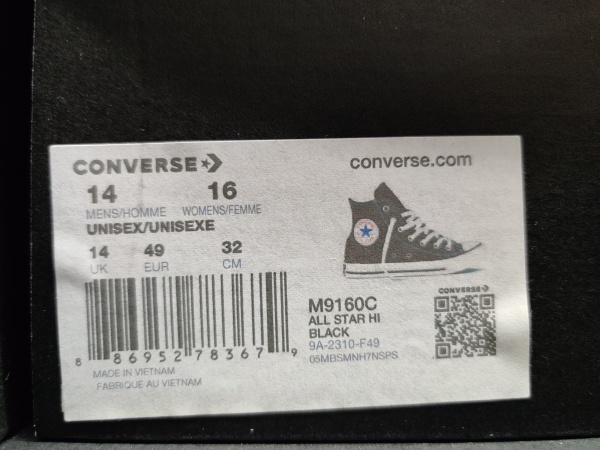 CONVERSE
converse.com
14 16
MENS/HOMME WOMENS/FEMME
UNISEX/UNISEXE
14 49 32
UK EUR CM
M9160C
ALL STAR HI
BLACK
9A-2310-F49
05MBSMNH7NSPS
CONVERSE
8 86952 78367 9
MADE IN VIETNAM
FABRIQUE AU VIETNAM